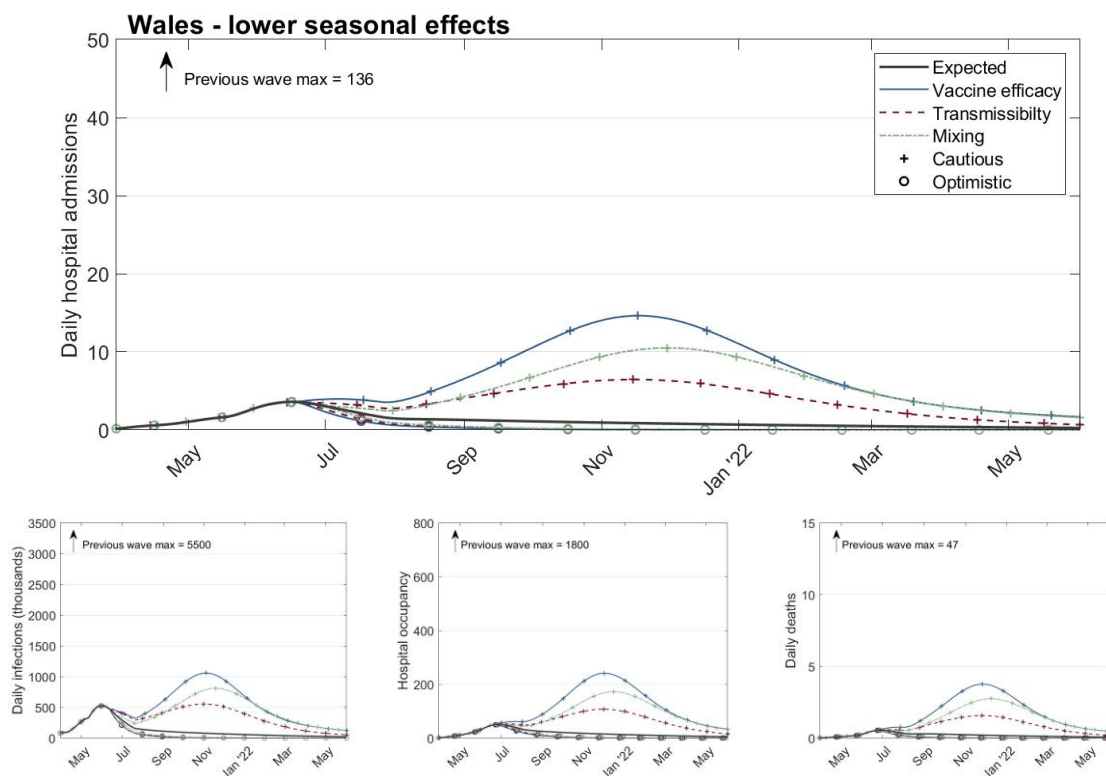 Wales - lower seasonal effects
Daily hospital admissions
50
40
30
20
10
0
Previous wave max = 136
Expected
Vaccine efficacy
Transmissibilty
Mixing
Cautious
Optimistic
May
Jul
Sep
Nov
Jan '22
Mar
May
Daily infections (thousands)
3500
3000
2500
2000
1500
1000
500
0
Previous wave max = 5500
May
Jul
Sep
Nov
Jan '22
Mar
May
Hospital occupancy
800
600
400
200
0
Previous wave max = 1800
May
Jul
Sep
Nov
Jan '22
Mar
May
Daily deaths
15
10
5
0
Previous wave max = 47
May
Jul
Sep
Nov
Jan '22
Mar
May